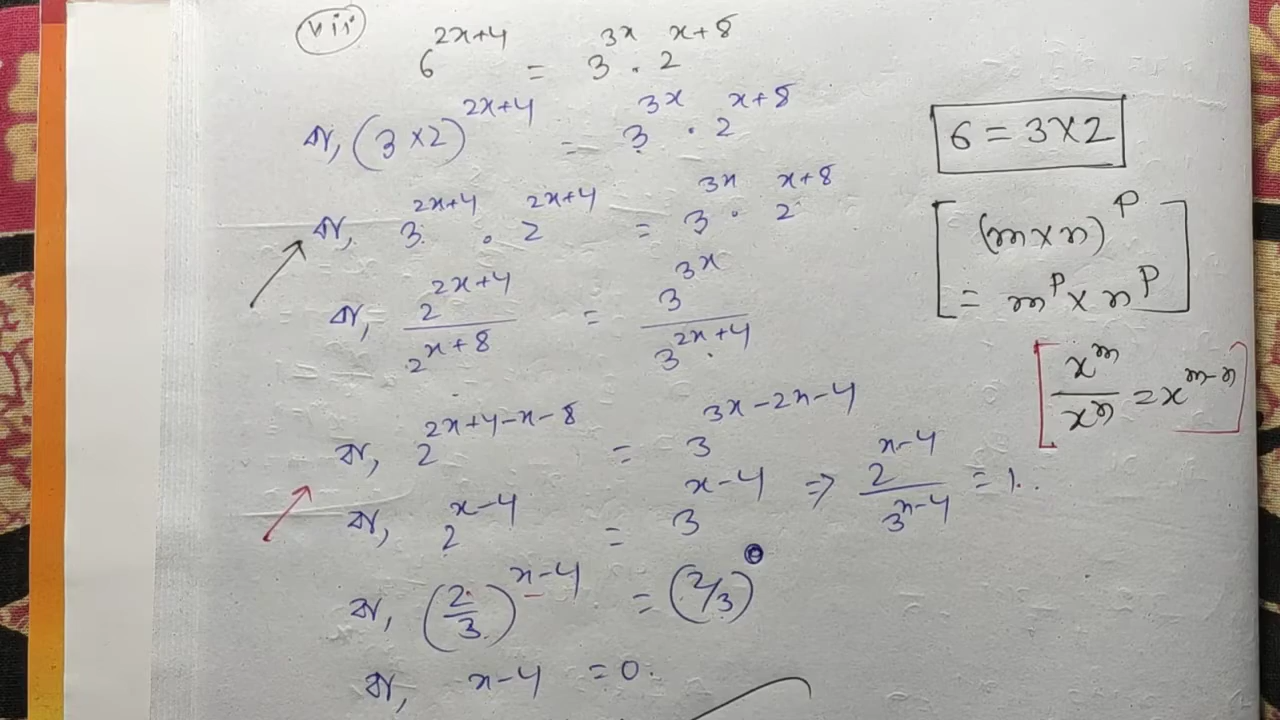 (vii) 6^{2x+4} = 3^{3x} . 2^{x+8}
বা, (3×2)^{2x+4} = 3^{3x} . 2^{x+8}
6 = 3×2
বা, 3^{2x+4} . 2^{2x+4} = 3^{3x} . 2^{x+8}
[(m×n)^p
= m^p × n^p]
বা, 2^{2x+4}/2^{x+8} = 3^{3x}/3^{2x+4}
[x^m/x^n = x^{m-n}]
বা, 2^{2x+4-x-8} = 3^{3x-2x-4}
বা, 2^{x-4} = 3^{x-4} ⇒ 2^{x-4}/3^{x-4} = 1.
বা, (2/3)^{x-4} = (2/3)^0
বা, x-4 = 0.